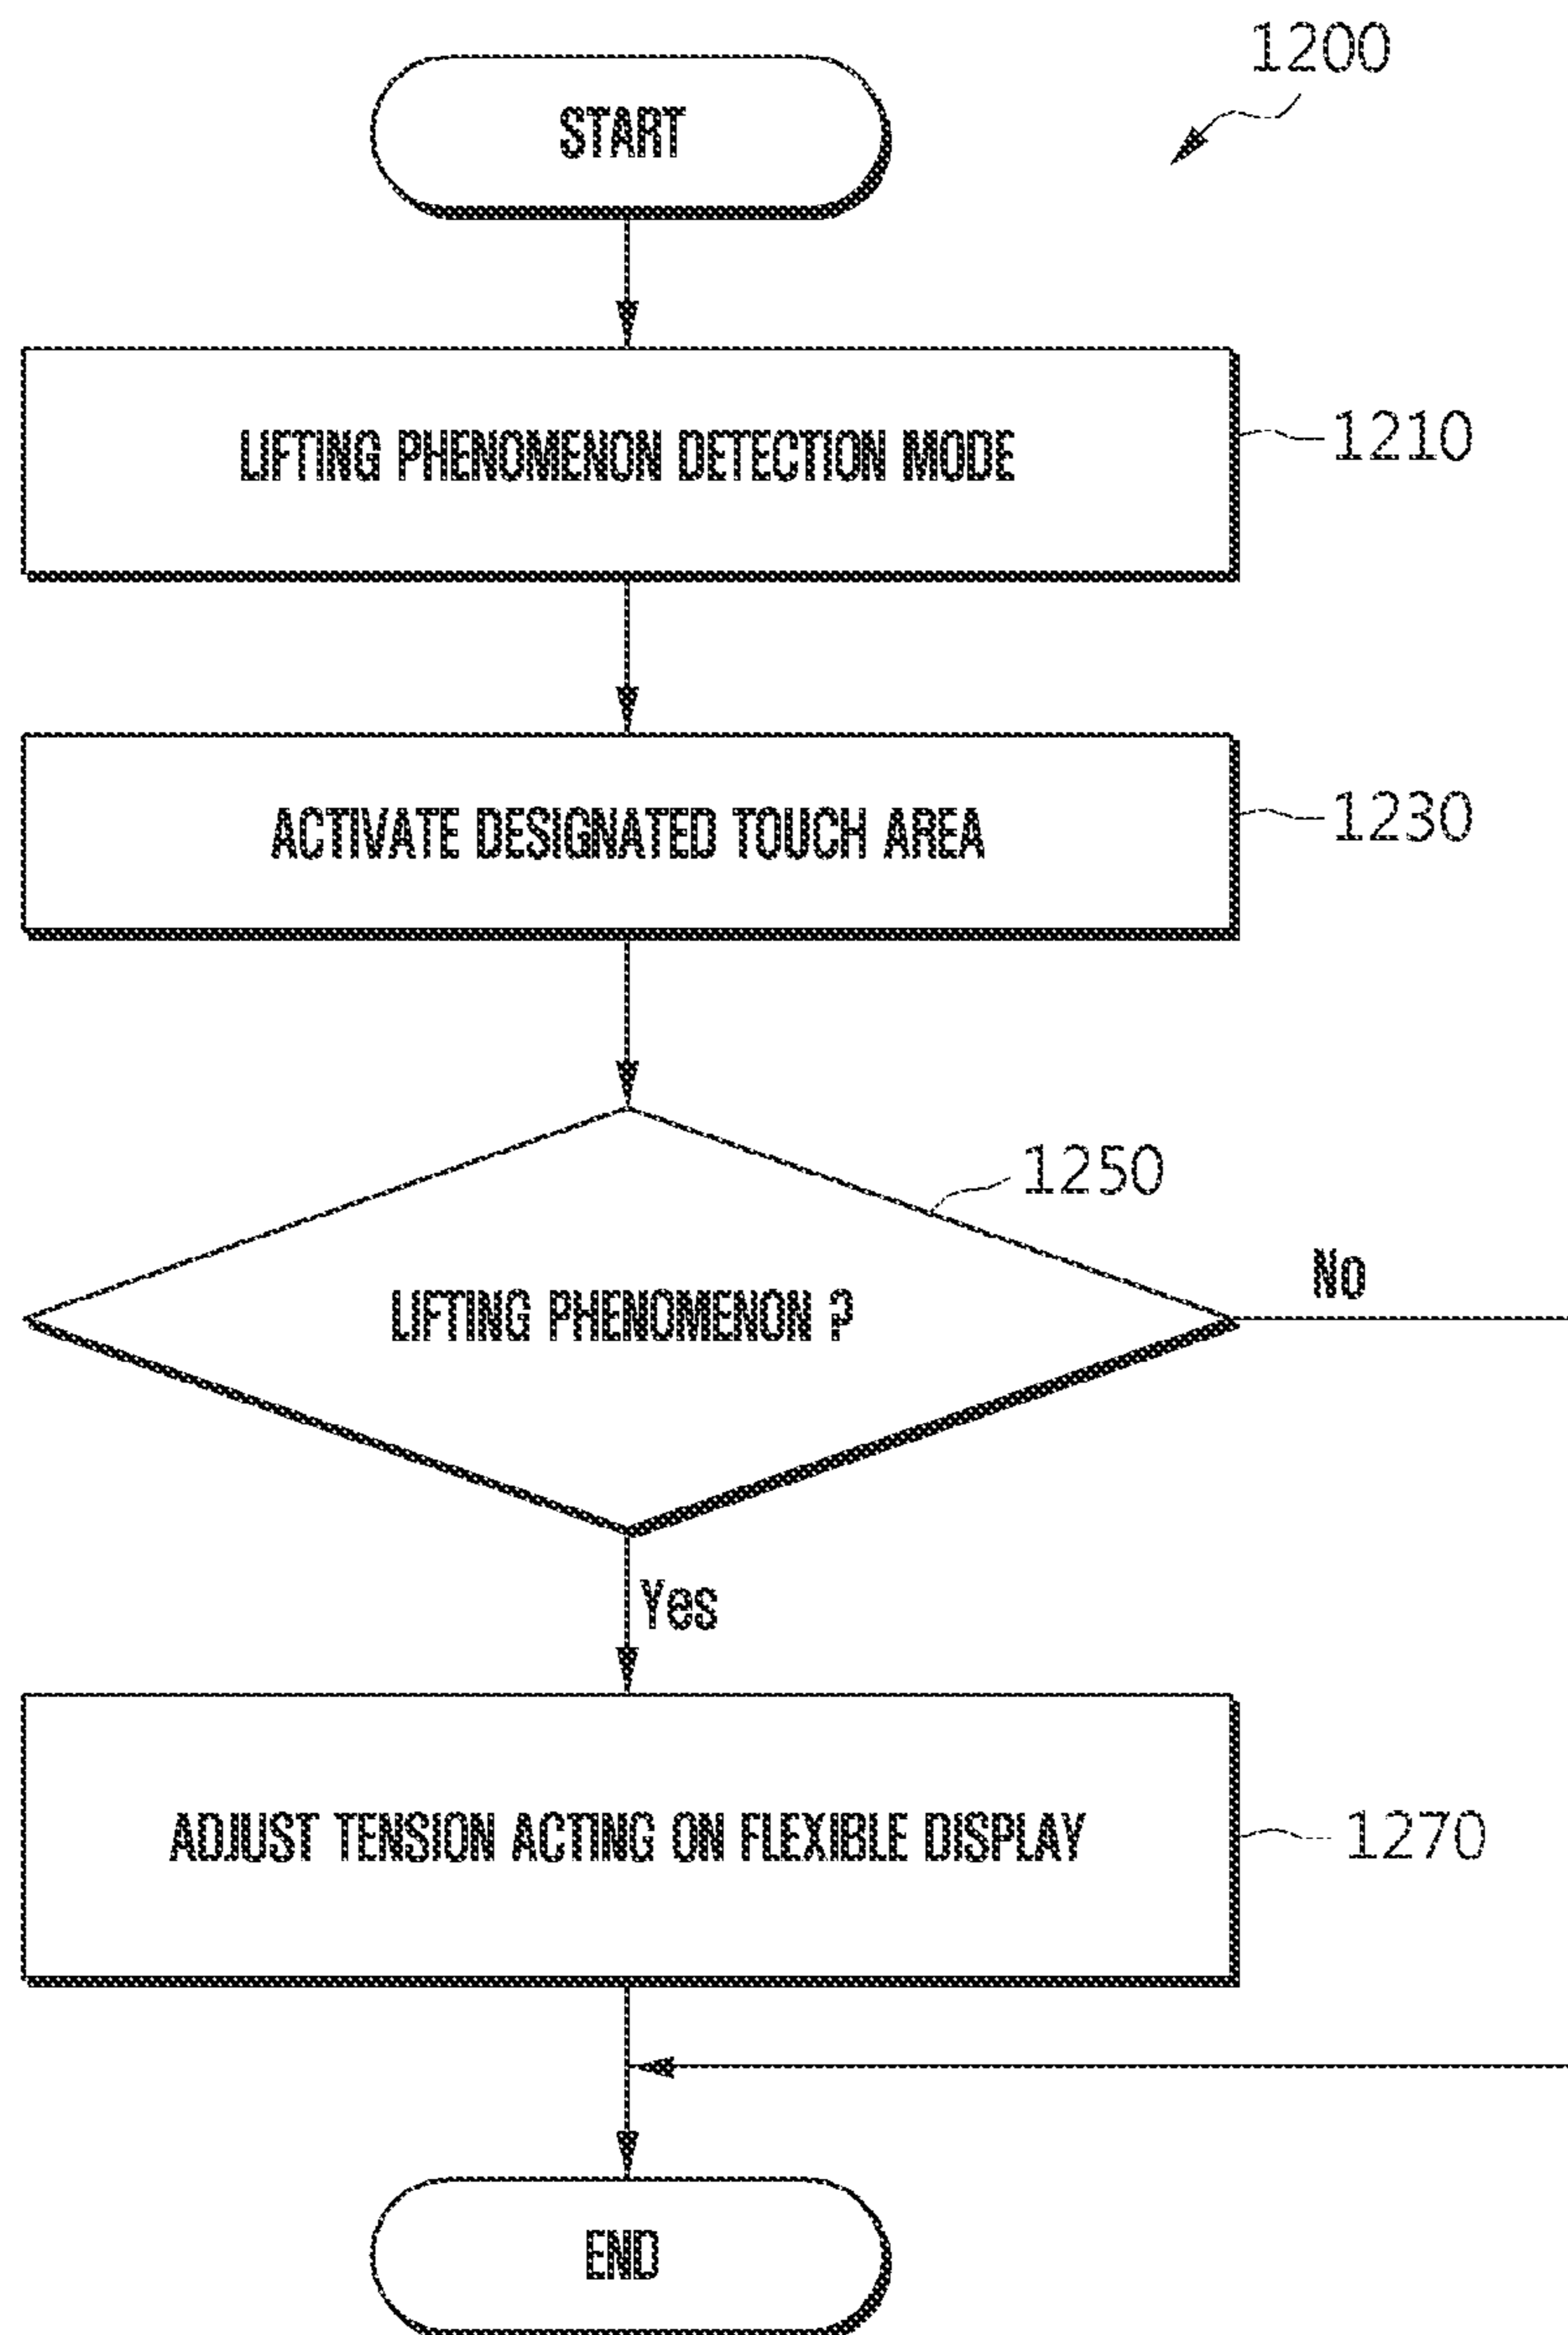 1200
START
LIFTING PHENOMENON DETECTION MODE
1210
ACTIVATE DESIGNATED TOUCH AREA
1230
1250
LIFTING PHENOMENON ?
No
Yes
ADJUST TENSION ACTING ON FLEXIBLE DISPLAY
1270
END